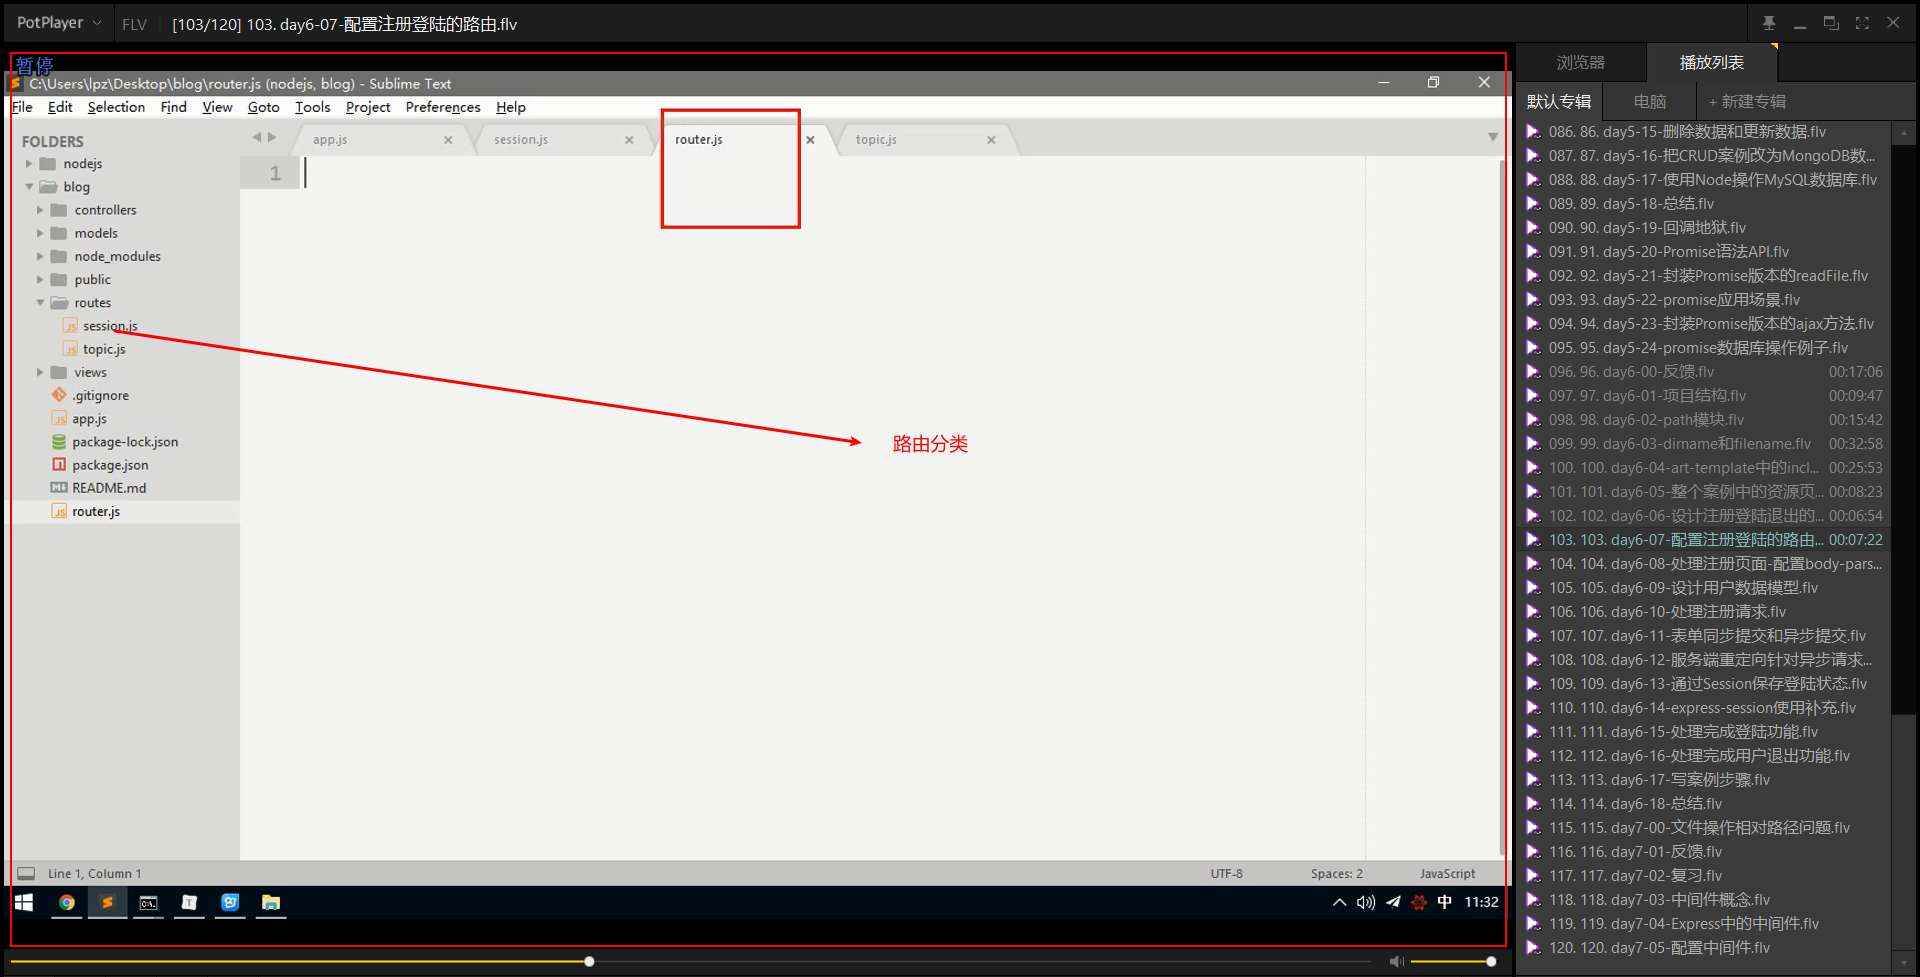 PotPlayer
FLV
[103/120] 103. day6-07-配置注册登陆的路由.flv
暂停
C:\Users\lpz\Desktop\blog\router.js (nodejs, blog) - Sublime Text
File Edit Selection Find View Goto Tools Project Preferences Help
FOLDERS
nodejs
blog
controllers
models
node_modules
public
routes
session.js
topic.js
views
.gitignore
app.js
package-lock.json
package.json
README.md
router.js
app.js
session.js
router.js
topic.js
1
路由分类
Line 1, Column 1
UTF-8
Spaces: 2
JavaScript
中
11:32
浏览器
播放列表
默认专辑
电脑
+ 新建专辑
086. 86. day5-15-删除数据和更新数据.flv
087. 87. day5-16-把CRUD案例改为MongoDB数...
088. 88. day5-17-使用Node操作MySQL数据库.flv
089. 89. day5-18-总结.flv
090. 90. day5-19-回调地狱.flv
091. 91. day5-20-Promise语法API.flv
092. 92. day5-21-封装Promise版本的readFile.flv
093. 93. day5-22-promise应用场景.flv
094. 94. day5-23-封装Promise版本的ajax方法.flv
095. 95. day5-24-promise数据库操作例子.flv
096. 96. day6-00-反馈.flv 00:17:06
097. 97. day6-01-项目结构.flv 00:09:47
098. 98. day6-02-path模块.flv 00:15:42
099. 99. day6-03-dirname和filename.flv 00:32:58
100. 100. day6-04-art-template中的incl... 00:25:53
101. 101. day6-05-整个案例中的资源页... 00:08:23
102. 102. day6-06-设计注册登陆退出的... 00:06:54
103. 103. day6-07-配置注册登陆的路由... 00:07:22
104. 104. day6-08-处理注册页面-配置body-pars...
105. 105. day6-09-设计用户数据模型.flv
106. 106. day6-10-处理注册请求.flv
107. 107. day6-11-表单同步提交和异步提交.flv
108. 108. day6-12-服务端重定向针对异步请求...
109. 109. day6-13-通过Session保存登陆状态.flv
110. 110. day6-14-express-session使用补充.flv
111. 111. day6-15-处理完成登陆功能.flv
112. 112. day6-16-处理完成用户退出功能.flv
113. 113. day6-17-写案例步骤.flv
114. 114. day6-18-总结.flv
115. 115. day7-00-文件操作相对路径问题.flv
116. 116. day7-01-反馈.flv
117. 117. day7-02-复习.flv
118. 118. day7-03-中间件概念.flv
119. 119. day7-04-Express中的中间件.flv
120. 120. day7-05-配置中间件.flv